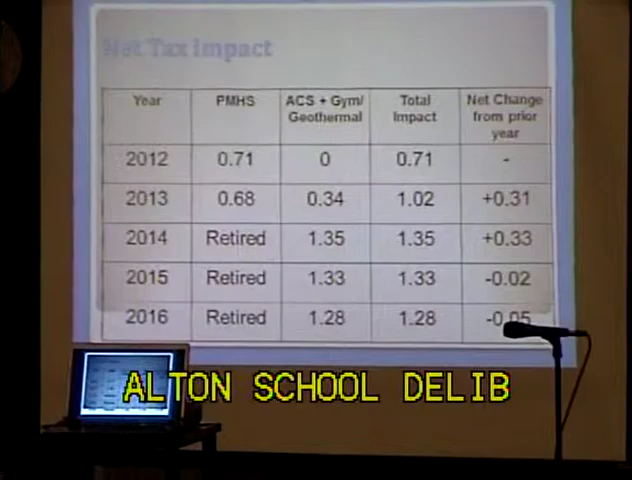 Net Tax Impact
Year PMHS ACS + Gym/ Geothermal Total Impact Net Change from prior year
2012 0.71 0 0.71 -
2013 0.68 0.34 1.02 +0.31
2014 Retired 1.35 1.35 +0.33
2015 Retired 1.33 1.33 -0.02
2016 Retired 1.28 1.28 -0.05
ALTON SCHOOL DELIB